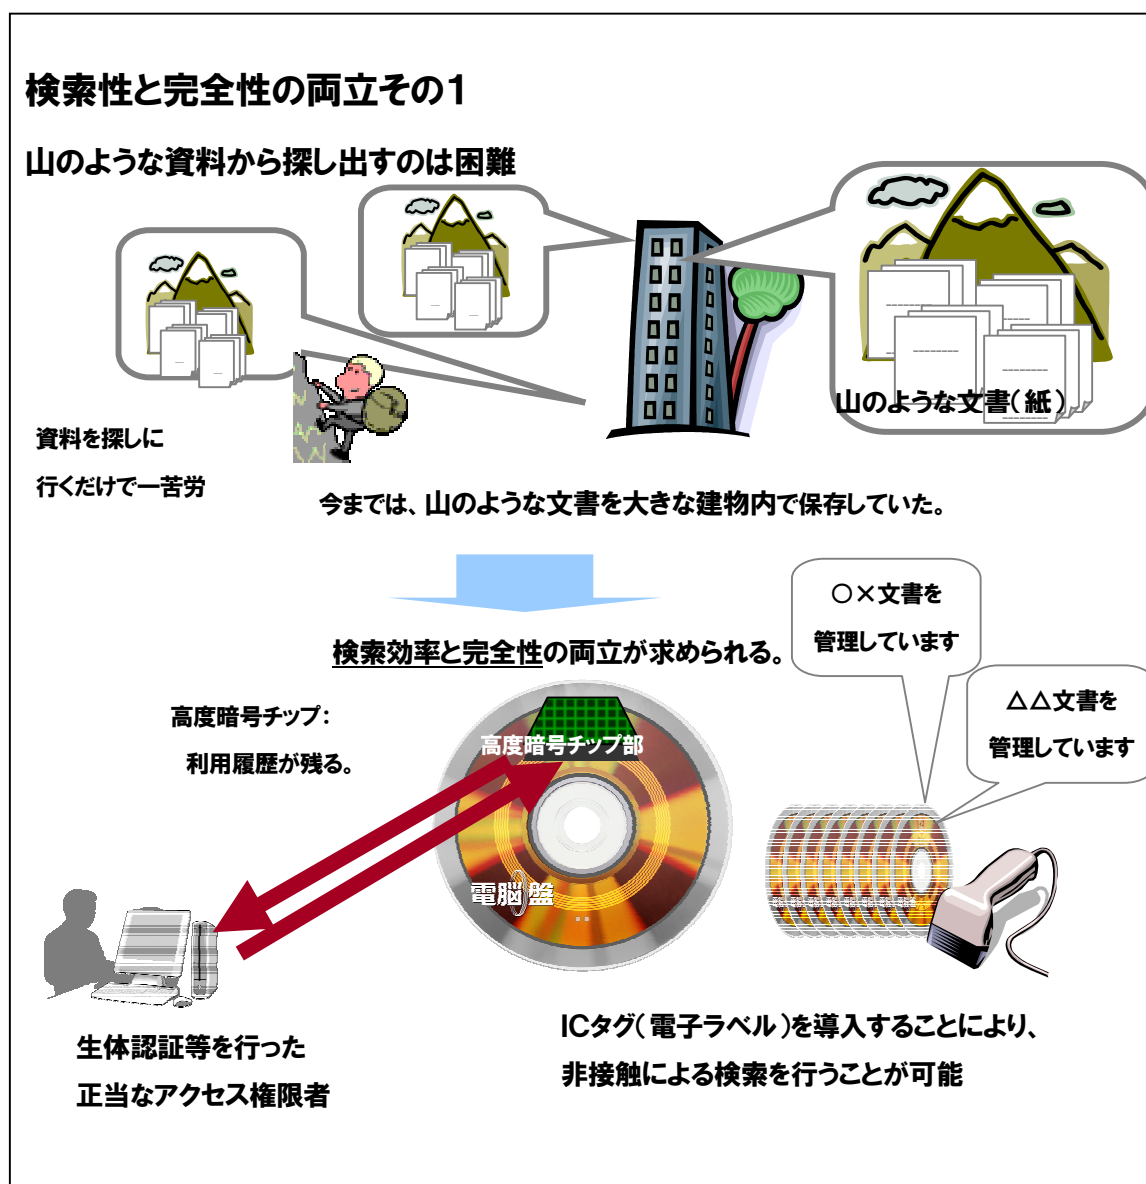 検索性と完全性の両立その1
山のような資料から探し出すのは困難
山のような文書(紙)
資料を探しに
行くだけで一苦労
今までは、山のような文書を大きな建物内で保存していた。
○×文書を
管理しています
検索効率と完全性の両立が求められる。
△△文書を
管理しています
高度暗号チップ：
利用履歴が残る。
高度暗号チップ部
電脳盤
生体認証等を行った
正当なアクセス権限者
ICタグ(電子ラベル)を導入することにより、
非接触による検索を行うことが可能